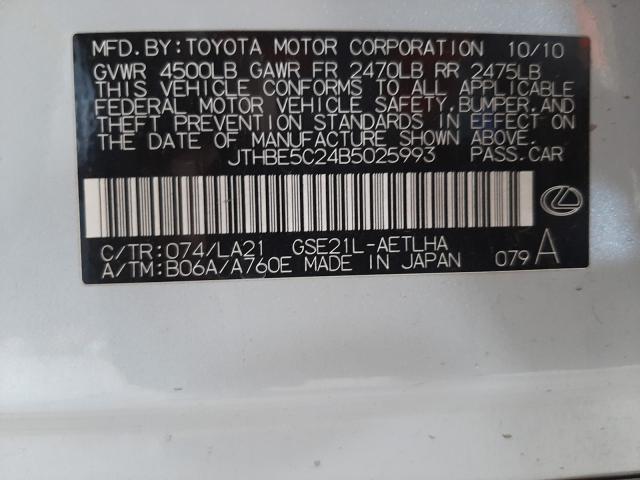 MFD.BY:TOYOTA MOTOR CORPORATION 10/10
GVWR 4500LB GAWR FR 2470LB RR 2475LB
THIS VEHICLE CONFORMS TO ALL APPLICABLE
FEDERAL MOTOR VEHICLE SAFETY,BUMPER,AND
THEFT PREVENTION STANDARDS IN EFFECT ON
THE DATE OF MANUFACTURE SHOWN ABOVE.
JTHBE5C24B5025993 PASS.CAR
C/TR:074/LA21 GSE21L-AETLHA
A/TM:B06A/A760E MADE IN JAPAN 079 A